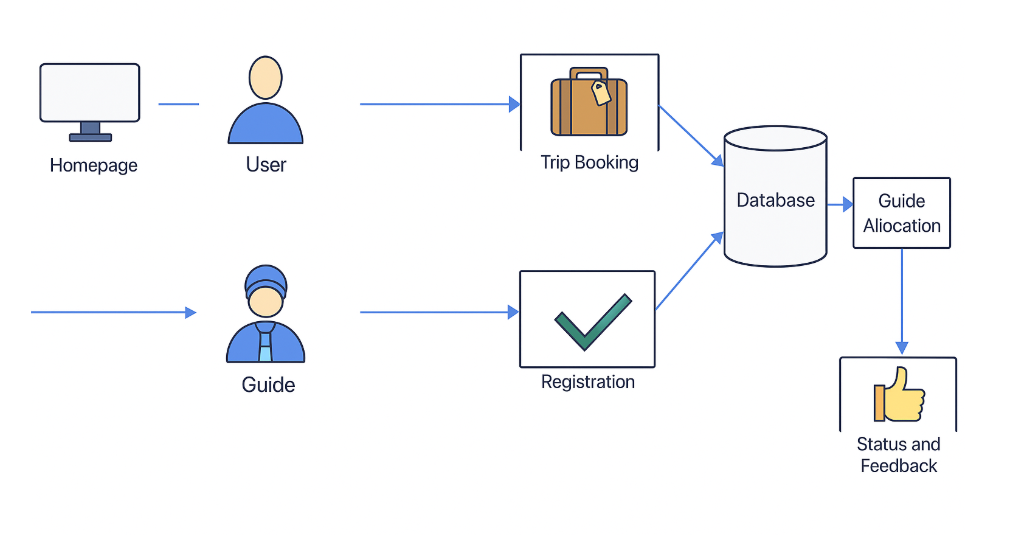 Homepage
User
Trip Booking
Database
Guide
Aliocation
Guide
Registration
Status and
Feedback